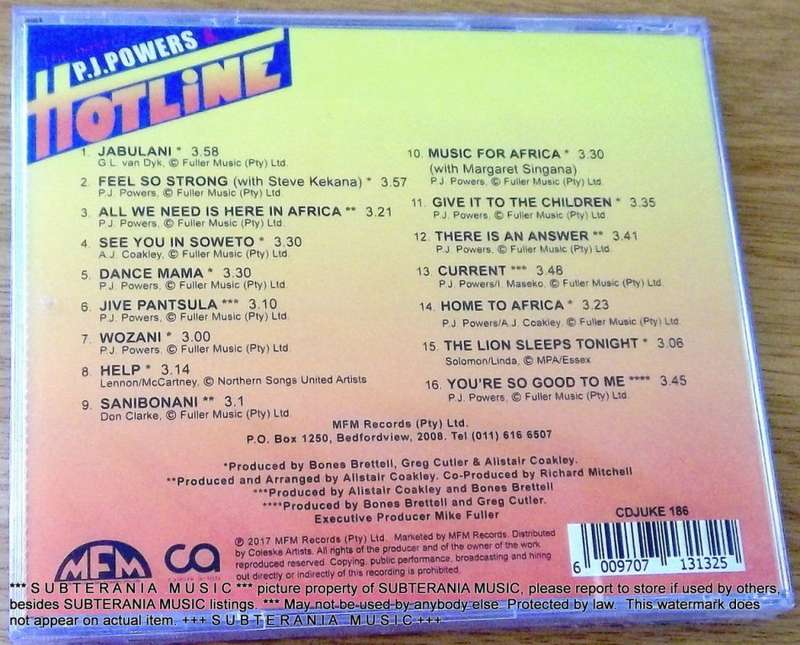 P.J.POWERS &
HOTLINE
1. JABULANI * 3.58
G.L. van Dyk, © Fuller Music (Pty) Ltd.
2. FEEL SO STRONG (with Steve Kekana) * 3.57
P.J. Powers, © Fuller Music (Pty) Ltd
3. ALL WE NEED IS HERE IN AFRICA ** 3.21
P.J. Powers, © Fuller Music (Pty) Ltd.
4. SEE YOU IN SOWETO * 3.30
A.J. Coakley, © Fuller Music (Pty) Ltd.
5. DANCE MAMA * 3.30
P.J. Powers, © Fuller Music (Pty) Ltd.
6. JIVE PANTSULA *** 3.10
P.J. Powers, © Fuller Music (Pty) Ltd.
7. WOZANI * 3.00
P.J. Powers, © Fuller Music (Pty) Ltd.
8. HELP * 3.14
Lennon/McCartney, © Northern Songs United Artists
9. SANIBONANI ** 3.1
Don Clarke, © Fuller Music (Pty) Ltd.
10. MUSIC FOR AFRICA * 3.30
(with Margaret Singana)
P.J. Powers, © Fuller Music (Pty) Ltd.
11. GIVE IT TO THE CHILDREN * 3.35
P.J. Powers, © Fuller Music (Pty) Ltd.
12. THERE IS AN ANSWER ** 3.41
P.J. Powers, © Fuller Music (Pty) Ltd.
13. CURRENT *** 3.48
P.J. Powers/I. Maseko, © Fuller Music (Pty) Ltd.
14. HOME TO AFRICA * 3.23
P.J. Powers/A.J. Coakley, © Fuller Music (Pty) Ltd.
15. THE LION SLEEPS TONIGHT * 3.06
Solomon/Linda, © MPA/Essex
16. YOU'RE SO GOOD TO ME **** 3.45
P.J. Powers, © Fuller Music (Pty) Ltd.
MFM Records (Pty) Ltd.
P.O. Box 1250, Bedfordview, 2008. Tel (011) 616 6507
*Produced by Bones Brettell, Greg Cutler & Alistair Coakley.
**Produced and Arranged by Alistair Coakley. Co-Produced by Richard Mitchell
***Produced by Alistair Coakley and Bones Brettell
****Produced by Bones Brettell and Greg Cutler.
Executive Producer Mike Fuller
CDJUKE 186
MFM
ca
℗ 2017 MFM Records (Pty) Ltd. Marketed by MFM Records. Distributed
by Coleske Artists. All rights of the producer and of the owner of the work
reproduced reserved. Copying, public performance, broadcasting and hiring
out directly or indirectly of this recording is prohibited.
6 009707 131325
*** S U B T E R A N I A M U S I C *** picture property of SUBTERANIA MUSIC, please report to store if used by others,
besides SUBTERANIA MUSIC listings. *** May not be used by anybody else. Protected by law. This watermark does
not appear on actual item. +++ S U B T E R A N I A M U S I C +++